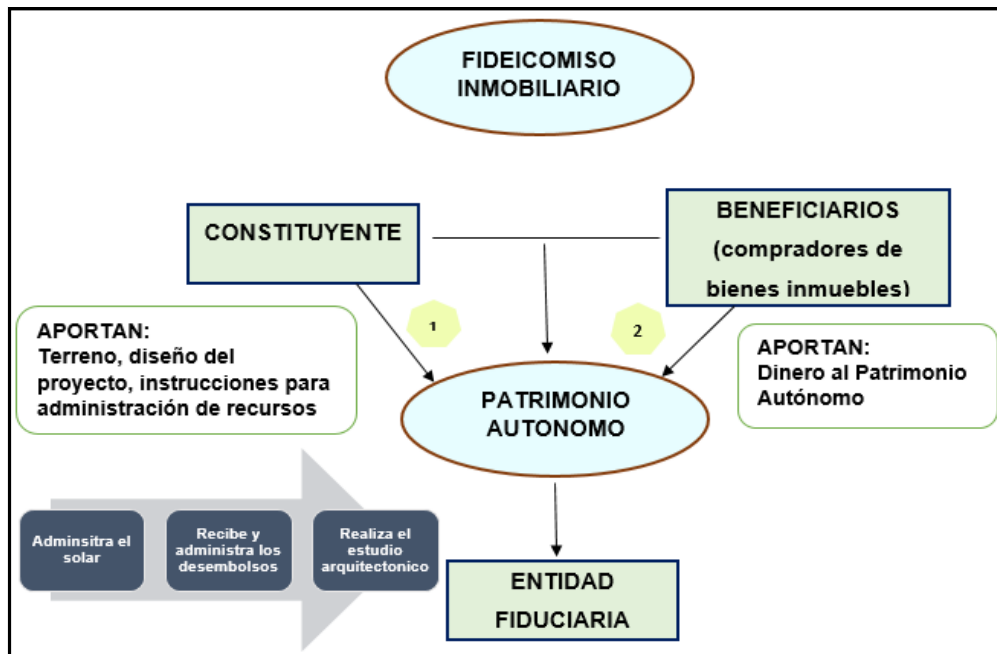 FIDEICOMISO
INMOBILIARIO
CONSTITUYENTE
BENEFICIARIOS
(compradores de
bienes inmuebles)
1
2
APORTAN:
Terreno, diseño del
proyecto, instrucciones para
administración de recursos
APORTAN:
Dinero al Patrimonio
Autónomo
PATRIMONIO
AUTONOMO
Adminsitra el
solar
Recibe y
administra los
desembolsos
Realiza el
estudio
arquitectonico
ENTIDAD
FIDUCIARIA